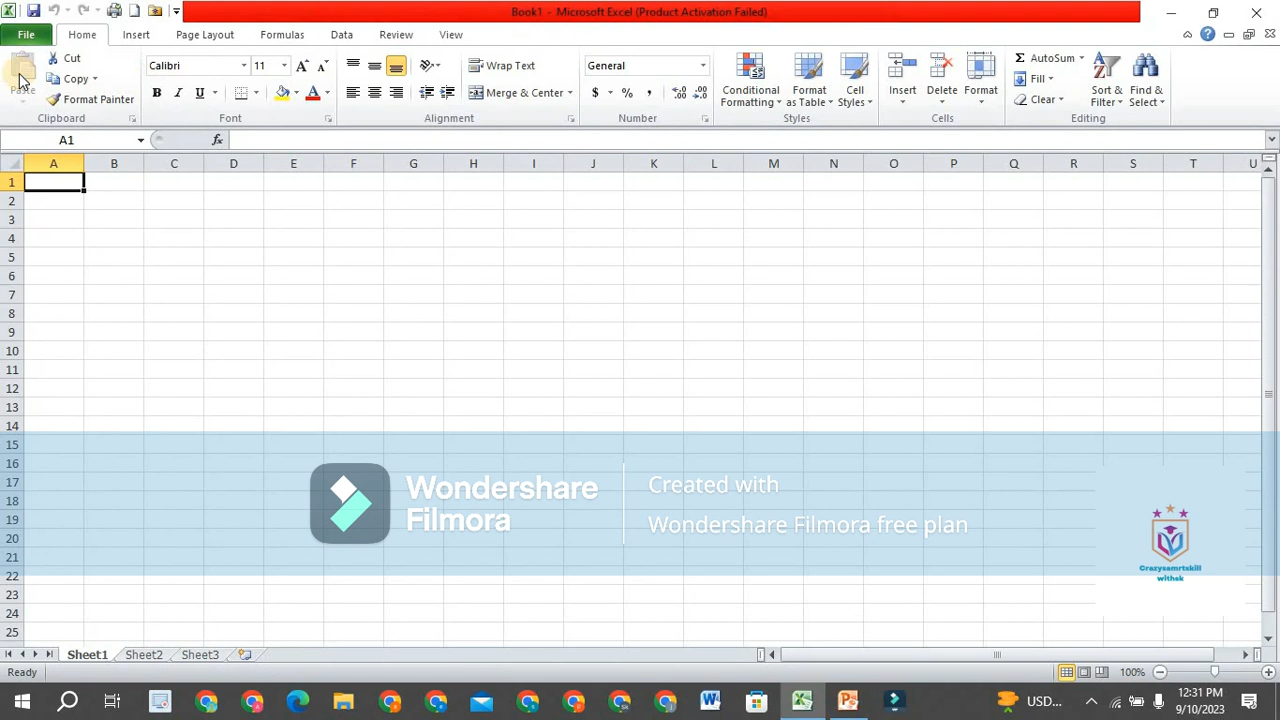 Book1 - Microsoft Excel (Product Activation Failed)
File Home Insert Page Layout Formulas Data Review View
Paste
Cut
Copy
Format Painter
Clipboard
Calibri 11
B I U A
Font
Wrap Text
Merge & Center
Alignment
General
$ % ,
Number
Conditional Formatting
Format as Table
Cell Styles
Styles
Insert Delete Format
Cells
AutoSum
Fill
Clear
Sort & Filter
Find & Select
Editing
A1 fx
A B C D E F G H I J K L M N O P Q R S T U
1
2
3
4
5
6
7
8
9
10
11
12
13
14
15
16
17
18
19
20
21
22
23
24
25
Wondershare
Filmora
Created with
Wondershare Filmora free plan
Crazysamrtskill
withsk
Sheet1 Sheet2 Sheet3
Ready 100%
USD...
12:31 PM
9/10/2023